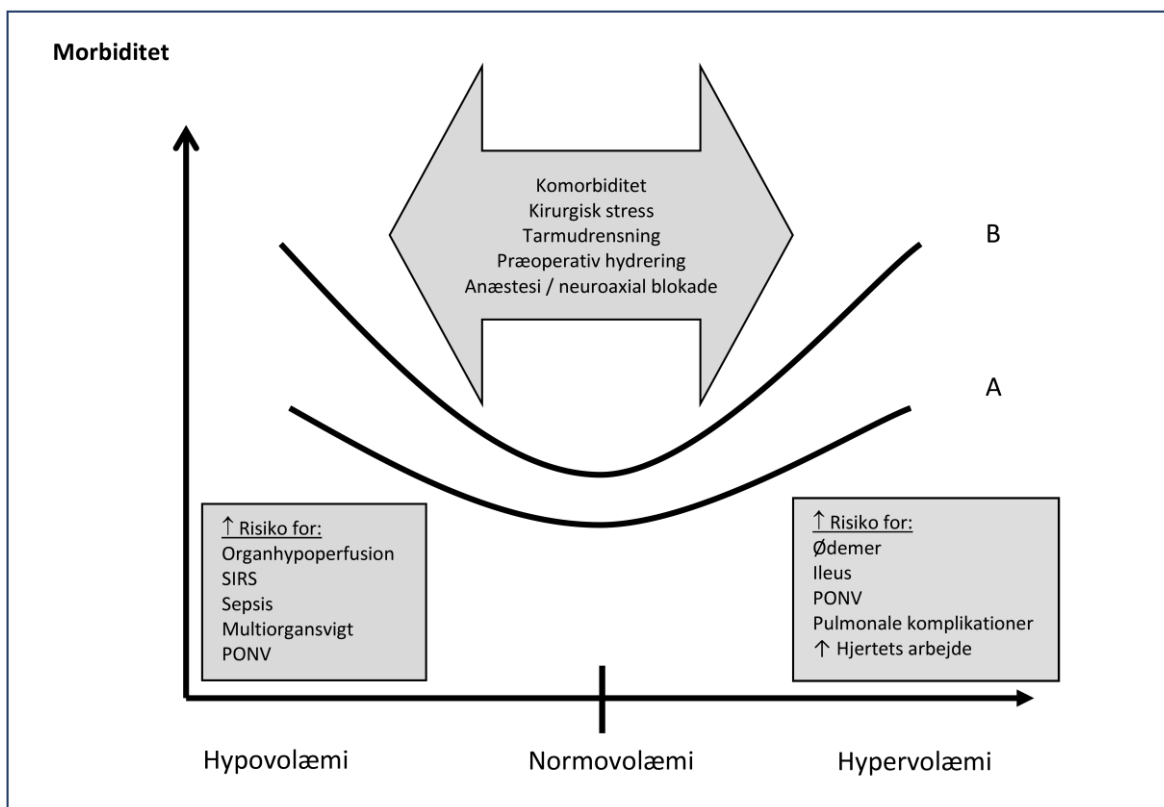 Morbiditet
Komorbiditet
Kirurgisk stress
Tarmudrensning
Præoperativ hydrering
Anæstesi / neuroaxial blokade
B
A
↑ Risiko for:
Organhypoperfusion
SIRS
Sepsis
Multiorgansvigt
PONV
↑ Risiko for:
Ødemer
Ileus
PONV
Pulmonale komplikationer
↑ Hjertets arbejde
Hypovolæmi
Normovolæmi
Hypervolæmi